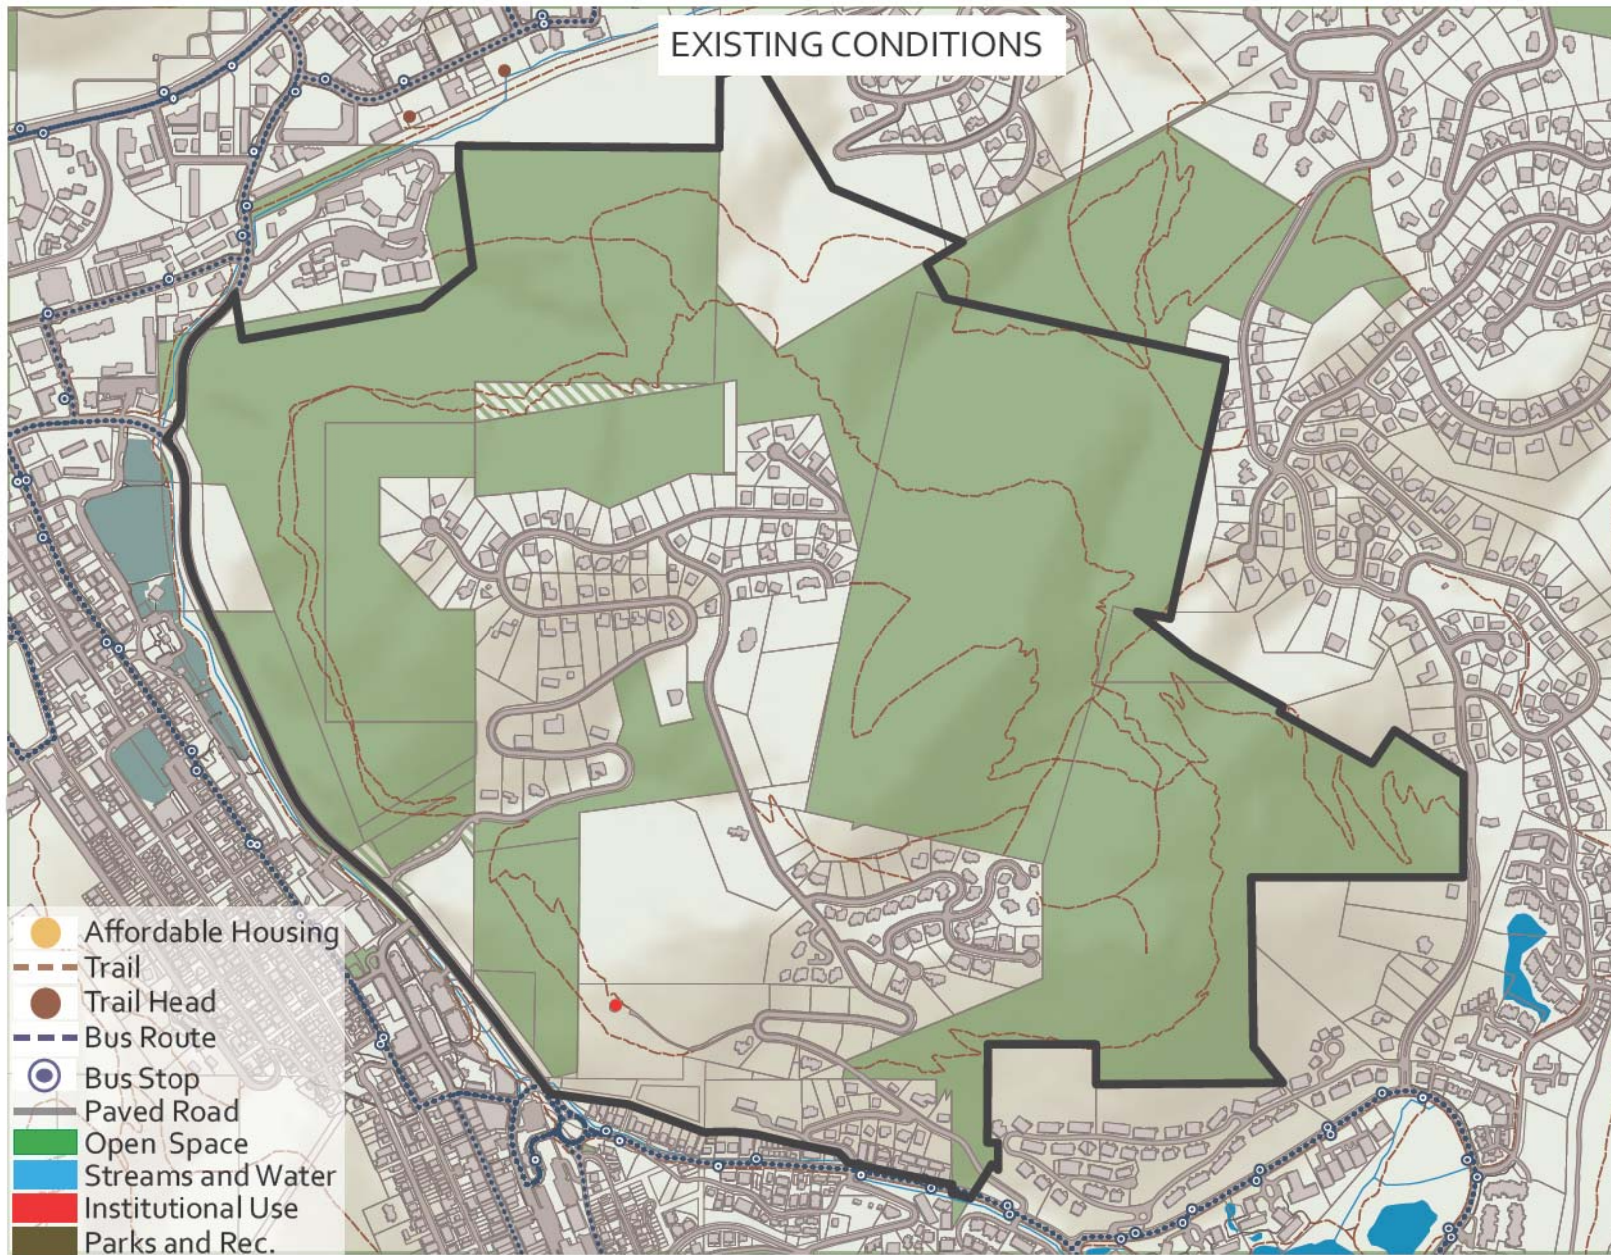 EXISTING CONDITIONS
Affordable Housing
Trail
Trail Head
Bus Route
Bus Stop
Paved Road
Open Space
Streams and Water
Institutional Use
Parks and Rec.